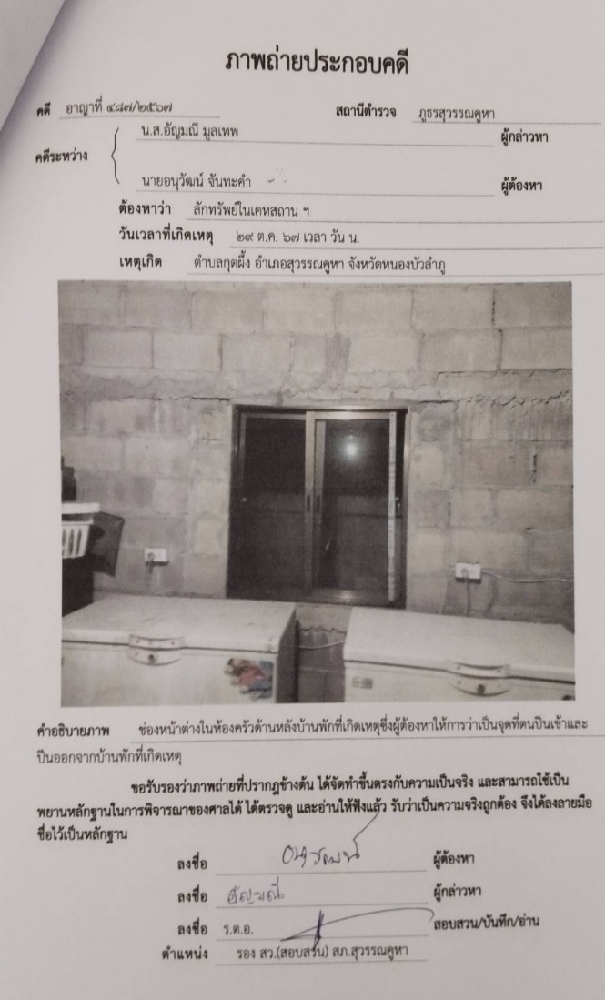 ภาพถ่ายประกอบคดี
คดี อาญาที่ ๔๘๗/๒๕๖๗ สถานีตำรวจ ภูธรสุวรรณคูหา
น.ส.อัญมณี มูลเทพ ผู้กล่าวหา
คดีระหว่าง
นายอนุวัฒน์ จันทะคำ ผู้ต้องหา
ต้องหาว่า ลักทรัพย์ในเคหสถาน ฯ
วันเวลาที่เกิดเหตุ ๒๙ ต.ค. ๖๗ เวลา วัน น.
เหตุเกิด ตำบลกุดผึ้ง อำเภอสุวรรณคูหา จังหวัดหนองบัวลำภู
คำอธิบายภาพ ช่องหน้าต่างในห้องครัวด้านหลังบ้านพักที่เกิดเหตุซึ่งผู้ต้องหาให้การว่าเป็นจุดที่ตนปีนเข้าและ
ปีนออกจากบ้านพักที่เกิดเหตุ
ขอรับรองว่าภาพถ่ายที่ปรากฎข้างต้น ได้จัดทำขึ้นตรงกับความเป็นจริง และสามารถใช้เป็น
พยานหลักฐานในการพิจารณาของศาลได้ ได้ตรวจดู และอ่านให้ฟังแล้ว รับว่าเป็นความจริงถูกต้อง จึงได้ลงลายมือ
ชื่อไว้เป็นหลักฐาน
ลงชื่อ อนุวัฒน์ ผู้ต้องหา
ลงชื่อ อัญมณี ผู้กล่าวหา
ลงชื่อ ร.ต.อ. สอบสวน/บันทึก/อ่าน
ตำแหน่ง รอง สว.(สอบสวน) สภ.สุวรรณคูหา